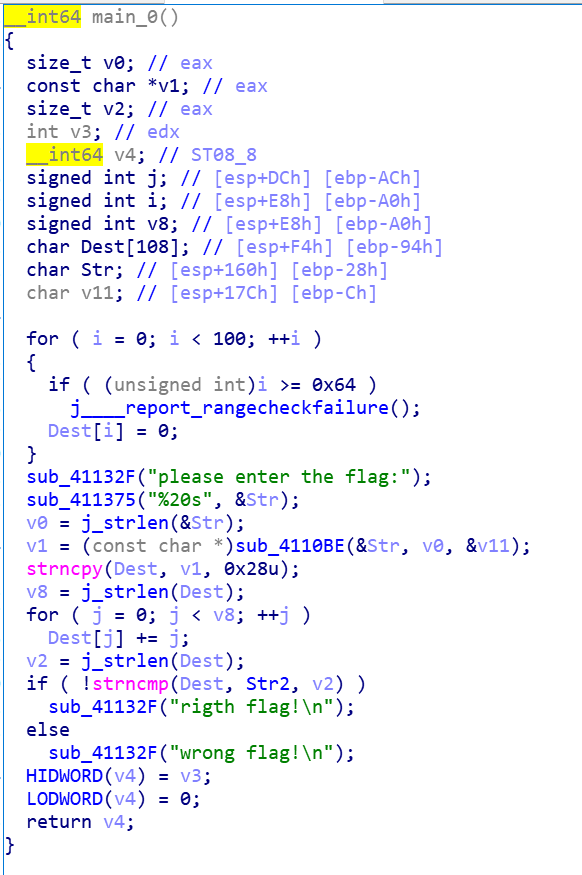 __int64 main_0()
{
  size_t v0; // eax
  const char *v1; // eax
  size_t v2; // eax
  int v3; // edx
  __int64 v4; // ST08_8
  signed int j; // [esp+DCh] [ebp-ACh]
  signed int i; // [esp+E8h] [ebp-A0h]
  signed int v8; // [esp+E8h] [ebp-A0h]
  char Dest[108]; // [esp+F4h] [ebp-94h]
  char Str; // [esp+160h] [ebp-28h]
  char v11; // [esp+17Ch] [ebp-Ch]

  for ( i = 0; i < 100; ++i )
  {
    if ( (unsigned int)i >= 0x64 )
      j____report_rangecheckfailure();
    Dest[i] = 0;
  }
  sub_41132F("please enter the flag:");
  sub_411375("%20s", &Str);
  v0 = j_strlen(&Str);
  v1 = (const char *)sub_4110BE(&Str, v0, &v11);
  strncpy(Dest, v1, 0x28u);
  v8 = j_strlen(Dest);
  for ( j = 0; j < v8; ++j )
    Dest[j] += j;
  v2 = j_strlen(Dest);
  if ( !strncmp(Dest, Str2, v2) )
    sub_41132F("rigth flag!\n");
  else
    sub_41132F("wrong flag!\n");
  HIDWORD(v4) = v3;
  LODWORD(v4) = 0;
  return v4;
}